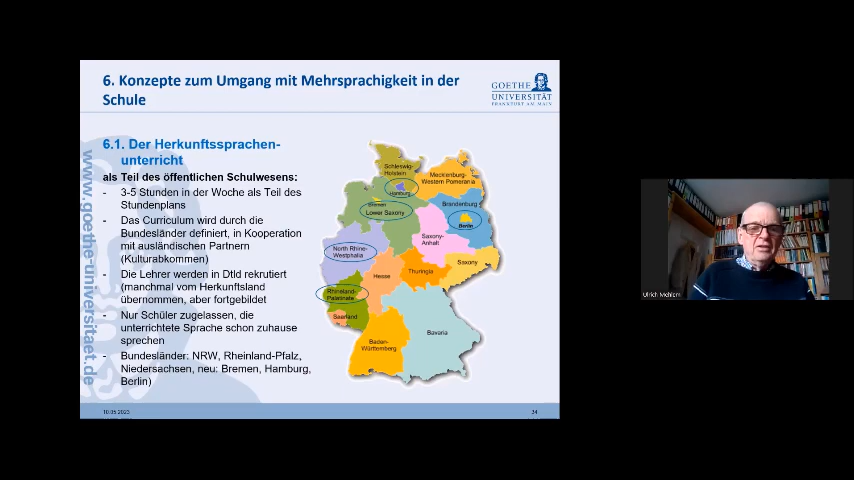 6. Konzepte zum Umgang mit Mehrsprachigkeit in der
Schule
GOETHE
UNIVERSITÄT
FRANKFURT AM MAIN
6.1. Der Herkunftssprachen-
unterricht
als Teil des öffentlichen Schulwesens:
- 3-5 Stunden in der Woche als Teil des
Stundenplans
- Das Curriculum wird durch die
Bundesländer definiert, in Kooperation
mit ausländischen Partnern
(Kulturabkommen)
- Die Lehrer werden in Dtld rekrutiert
(manchmal vom Herkunftsland
übernommen, aber fortgebildet
- Nur Schüler zugelassen, die
unterrichtete Sprache schon zuhause
sprechen
- Bundesländer: NRW, Rheinland-Pfalz,
Niedersachsen, neu: Bremen, Hamburg,
Berlin)
www.goethe-universitaet.de
Schleswig-
Holstein
Mecklenburg-
Western Pomerania
Hamburg
Bremen
Lower Saxony
Brandenburg
Berlin
Saxony-
Anhalt
North Rhine-
Westphalia
Hesse
Thuringia
Saxony
Rhineland-
Palatinate
Saarland
Bavaria
Baden-
Württemberg
10.05.2023
34
Ulrich Mehlem